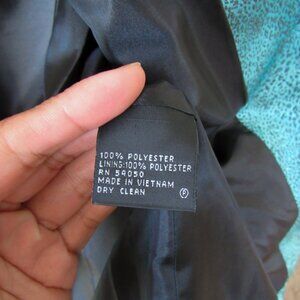 100% POLYESTER
LINING:100% POLYESTER
RN 54050
MADE IN VIETNAM
DRY CLEAN